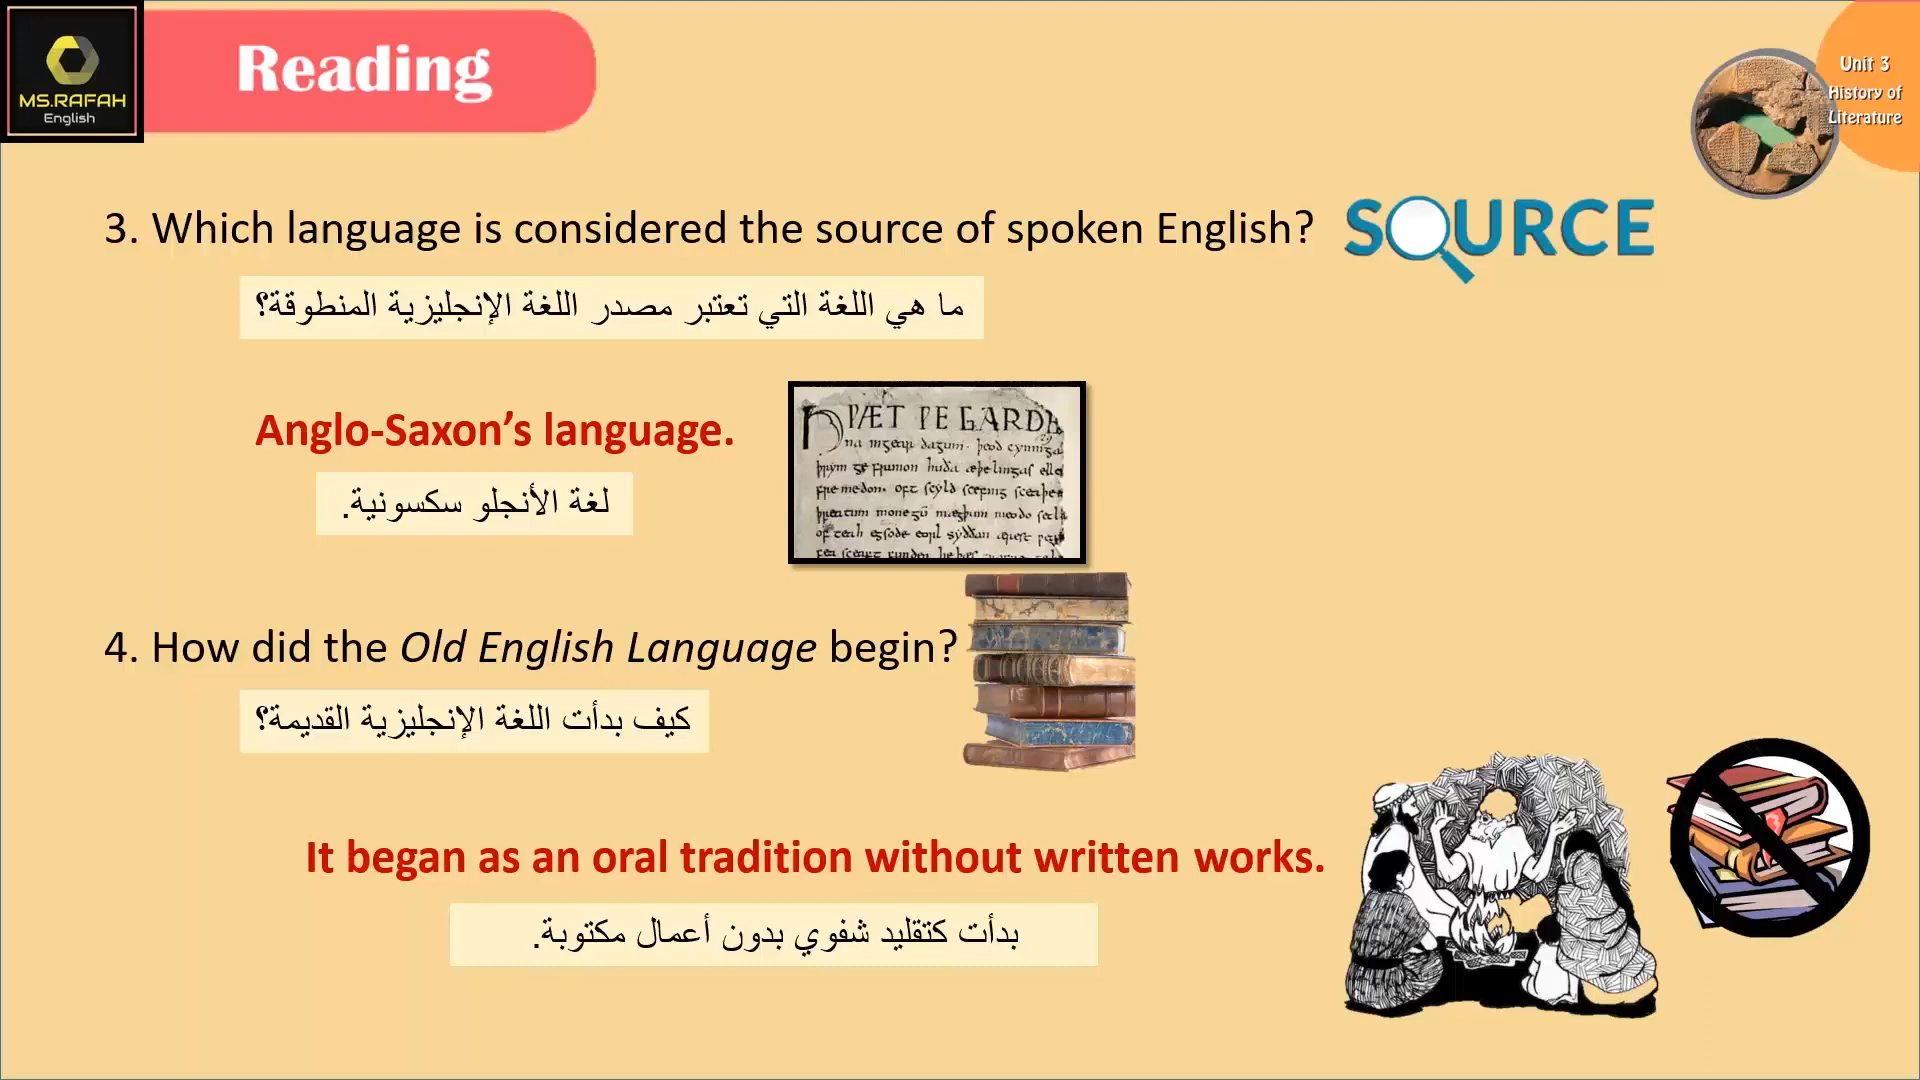 MS.RAFAH
English
Reading
Unit 3
History of
Literature
3. Which language is considered the source of spoken English?
SOURCE
ما هي اللغة التي تعتبر مصدر اللغة الإنجليزية المنطوقة؟
Anglo-Saxon’s language.
لغة الأنجلو سكسونية.
4. How did the Old English Language begin?
كيف بدأت اللغة الإنجليزية القديمة؟
It began as an oral tradition without written works.
بدأت كتقليد شفوي بدون أعمال مكتوبة.